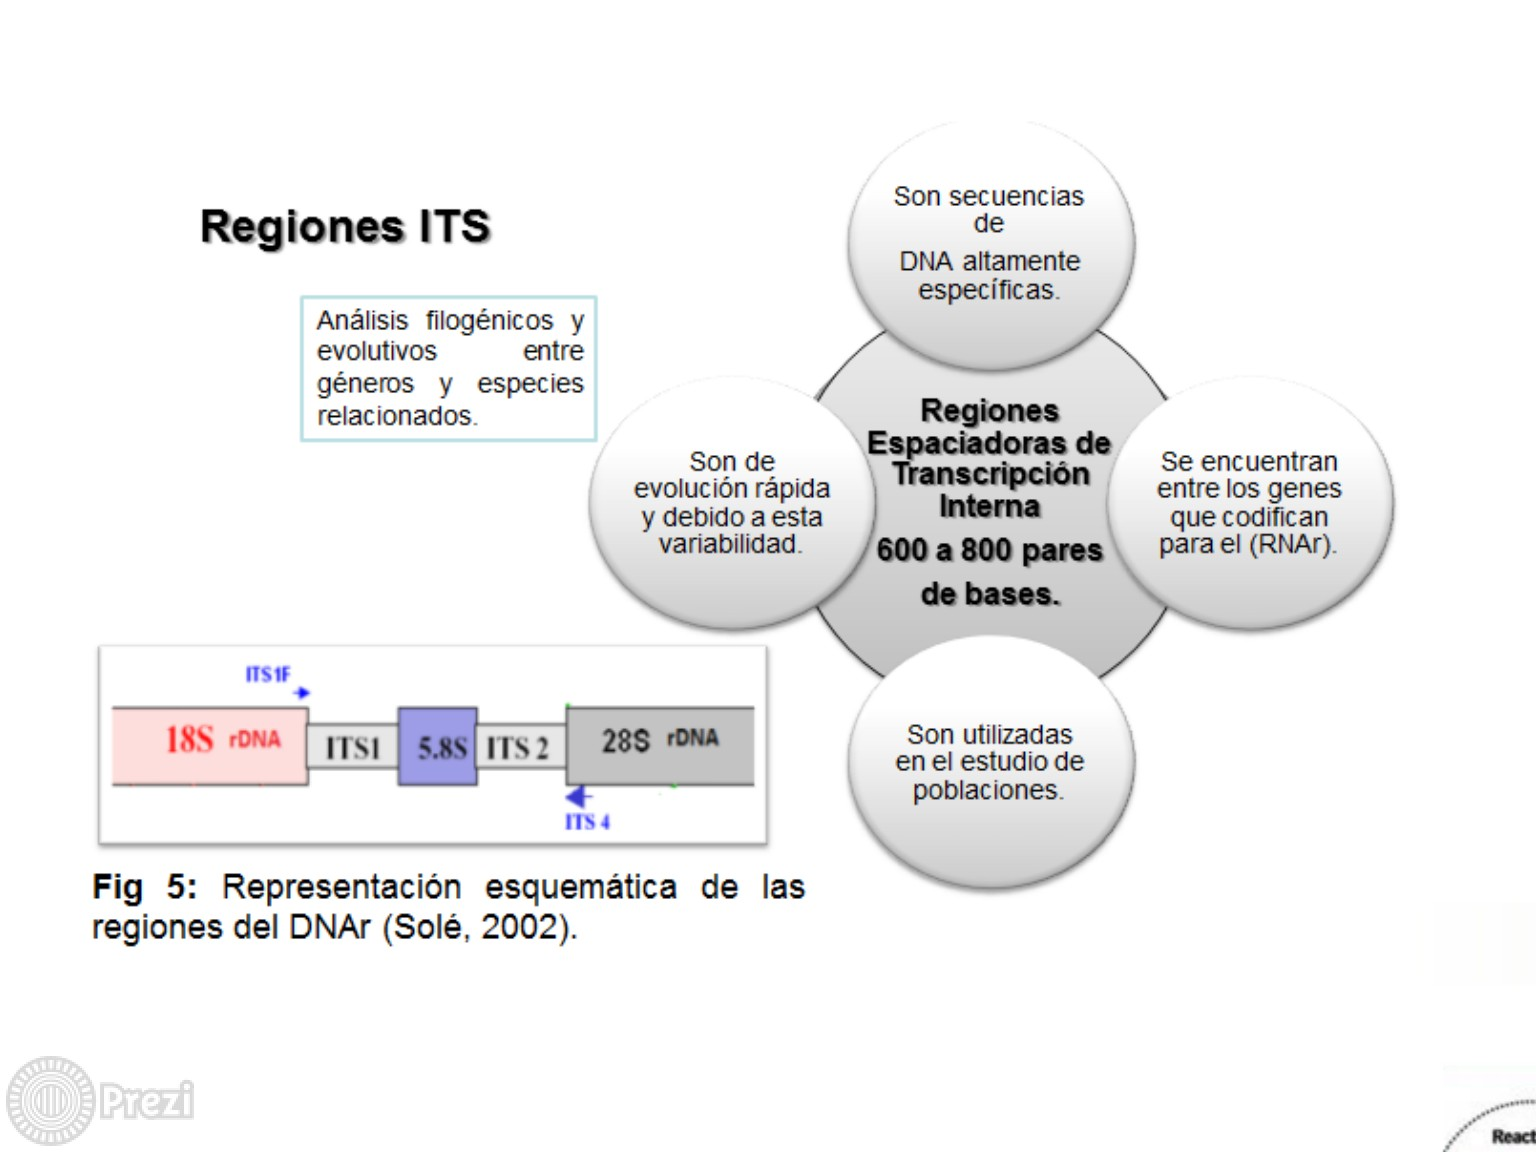 Regiones ITS
Análisis filogénicos y
evolutivos entre
géneros y especies
relacionados.
Son secuencias
de
DNA altamente
específicas.
Regiones
Espaciadoras de
Transcripción
Interna
600 a 800 pares
de bases.
Son de
evolución rápida
y debido a esta
variabilidad.
Se encuentran
entre los genes
que codifican
para el (RNAr).
Son utilizadas
en el estudio de
poblaciones.
ITS1F
18S rDNA ITS1 5.8S ITS 2 28S rDNA
ITS 4
Fig 5: Representación esquemática de las
regiones del DNAr (Solé, 2002).
Prezi
React